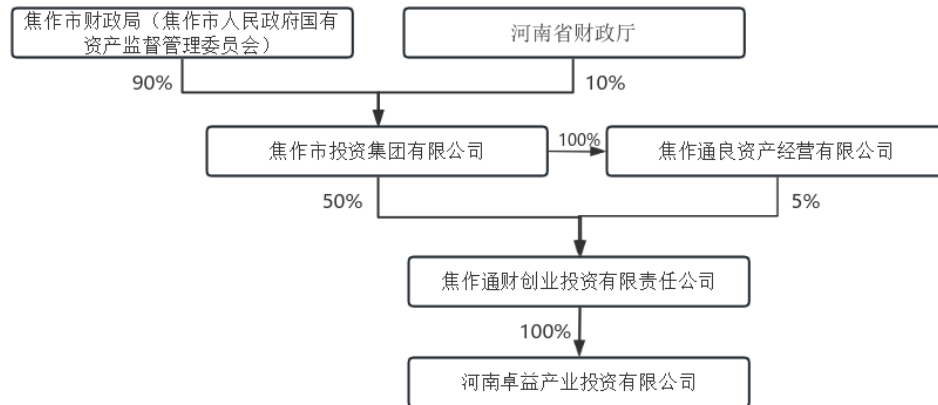 焦作市财政局（焦作市人民政府国有
资产监督管理委员会）
河南省财政厅
90%
10%
焦作市投资集团有限公司
100%
焦作通良资产经营有限公司
50%
5%
焦作通财创业投资有限责任公司
100%
河南卓益产业投资有限公司